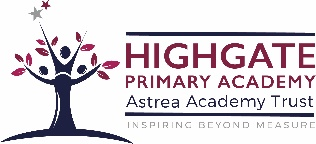 HIGHGATE
PRIMARY ACADEMY
Astrea Academy Trust
INSPIRING BEYOND MEASURE